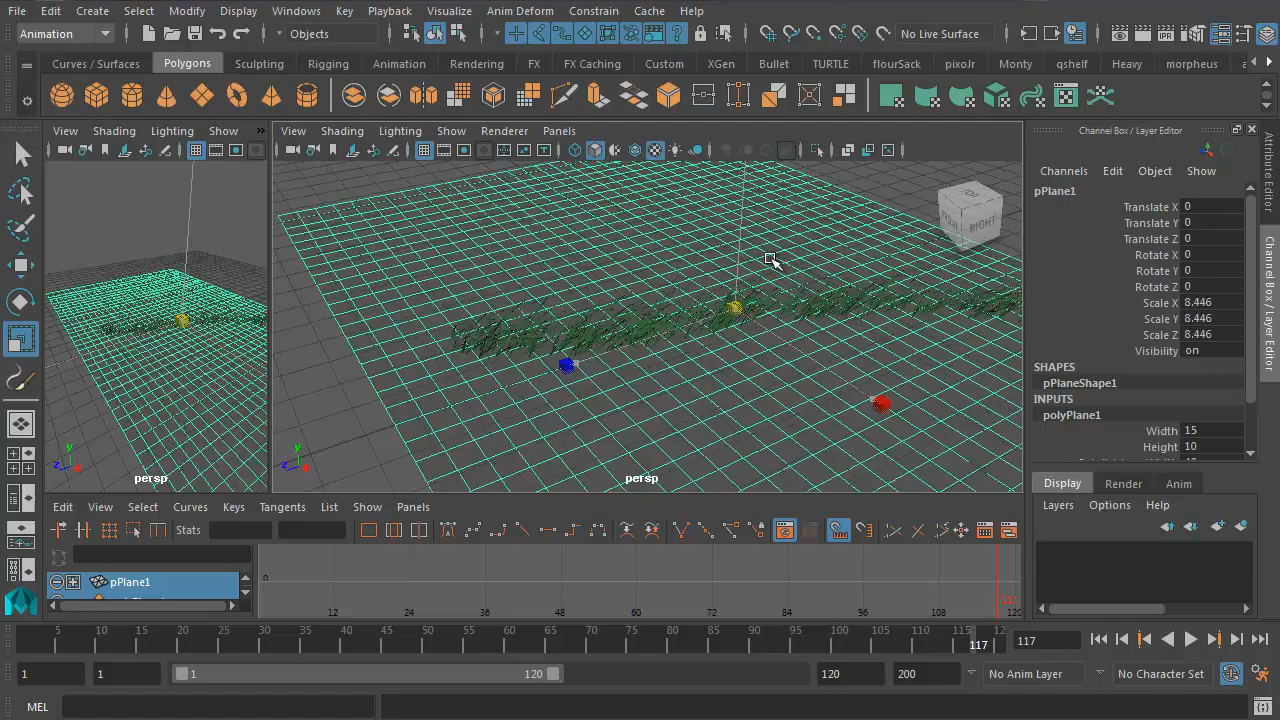 File Edit Create Select Modify Display Windows Key Playback Visualize Anim Deform Constrain Cache Help
Animation Objects No Live Surface
Curves / Surfaces Polygons Sculpting Rigging Animation Rendering FX FX Caching Custom XGen Bullet TURTLE flourSack pixoJr Monty qshelf Heavy morpheus a
View Shading Lighting Show »
View Shading Lighting Show Renderer Panels
Channel Box / Layer Editor
Channels Edit Object Show
pPlane1
Translate X 0
Translate Y 0
Translate Z 0
Rotate X 0
Rotate Y 0
Rotate Z 0
Scale X 8.446
Scale Y 8.446
Scale Z 8.446
Visibility on
SHAPES
pPlaneShape1
INPUTS
polyPlane1
Width 15
Height 10
Attribute Editor
Channel Box / Layer Editor
RIGHT
y
z x
persp
y
z x
persp
Display Render Anim
Layers Options Help
Edit View Select Curves Keys Tangents List Show Panels
Stats
pPlane1
0
12 24 36 48 60 72 84 96 108 117 120
5 10 15 20 25 30 35 40 45 50 55 60 65 70 75 80 85 90 95 100 105 110 115 117 12
117
1 1 1 120 120 200 No Anim Layer No Character Set
MEL